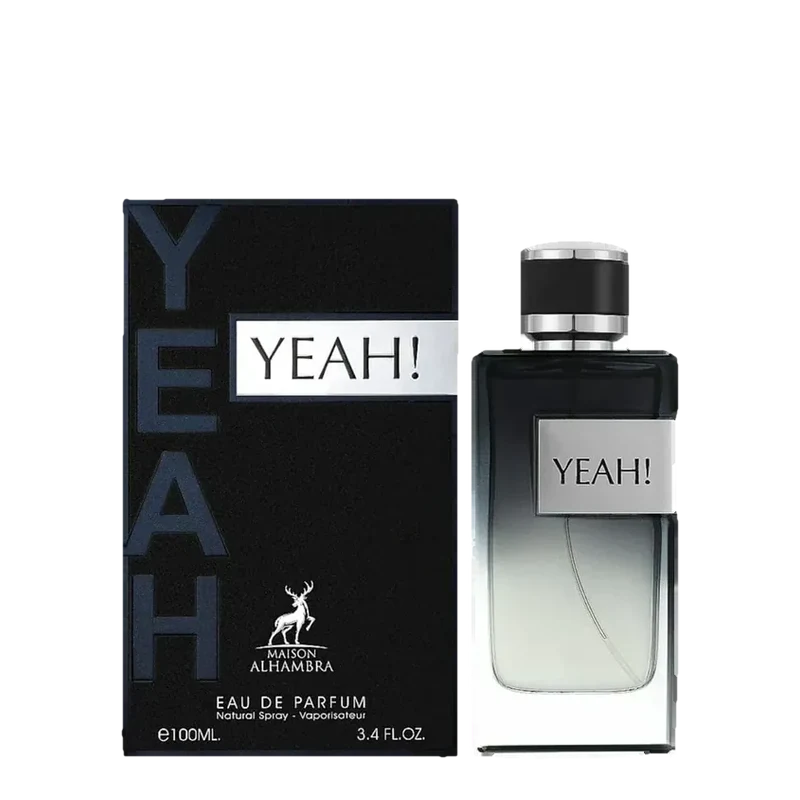 YEAH
YEAH!
MAISON
ALHAMBRA
EAU DE PARFUM
Natural Spray - Vaporisateur
℮100ML.
3.4 FL.OZ.
YEAH!